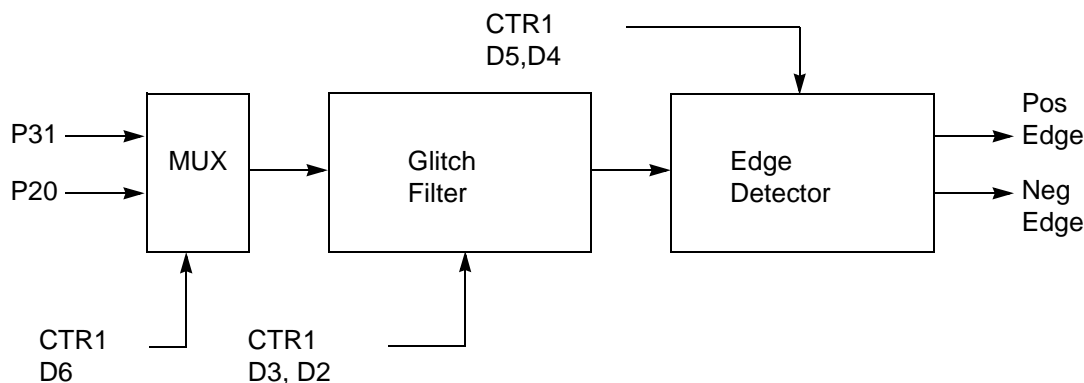 CTR1
D5,D4
P31
P20
MUX
Glitch
Filter
Edge
Detector
Pos
Edge
Neg
Edge
CTR1
D6
CTR1
D3, D2